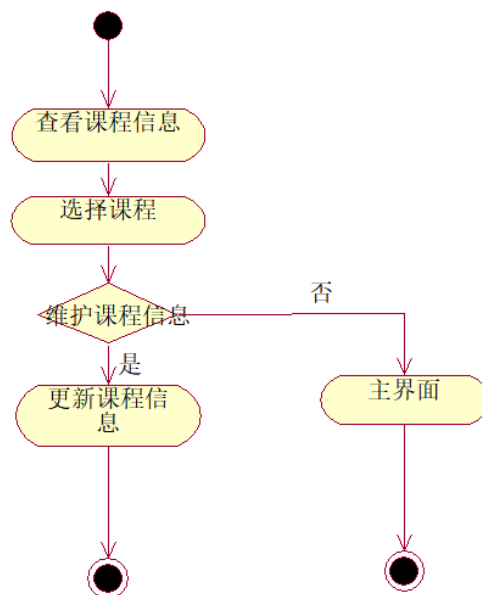 查看课程信息
选择课程
维护课程信息
否
是
更新课程信
息
主界面